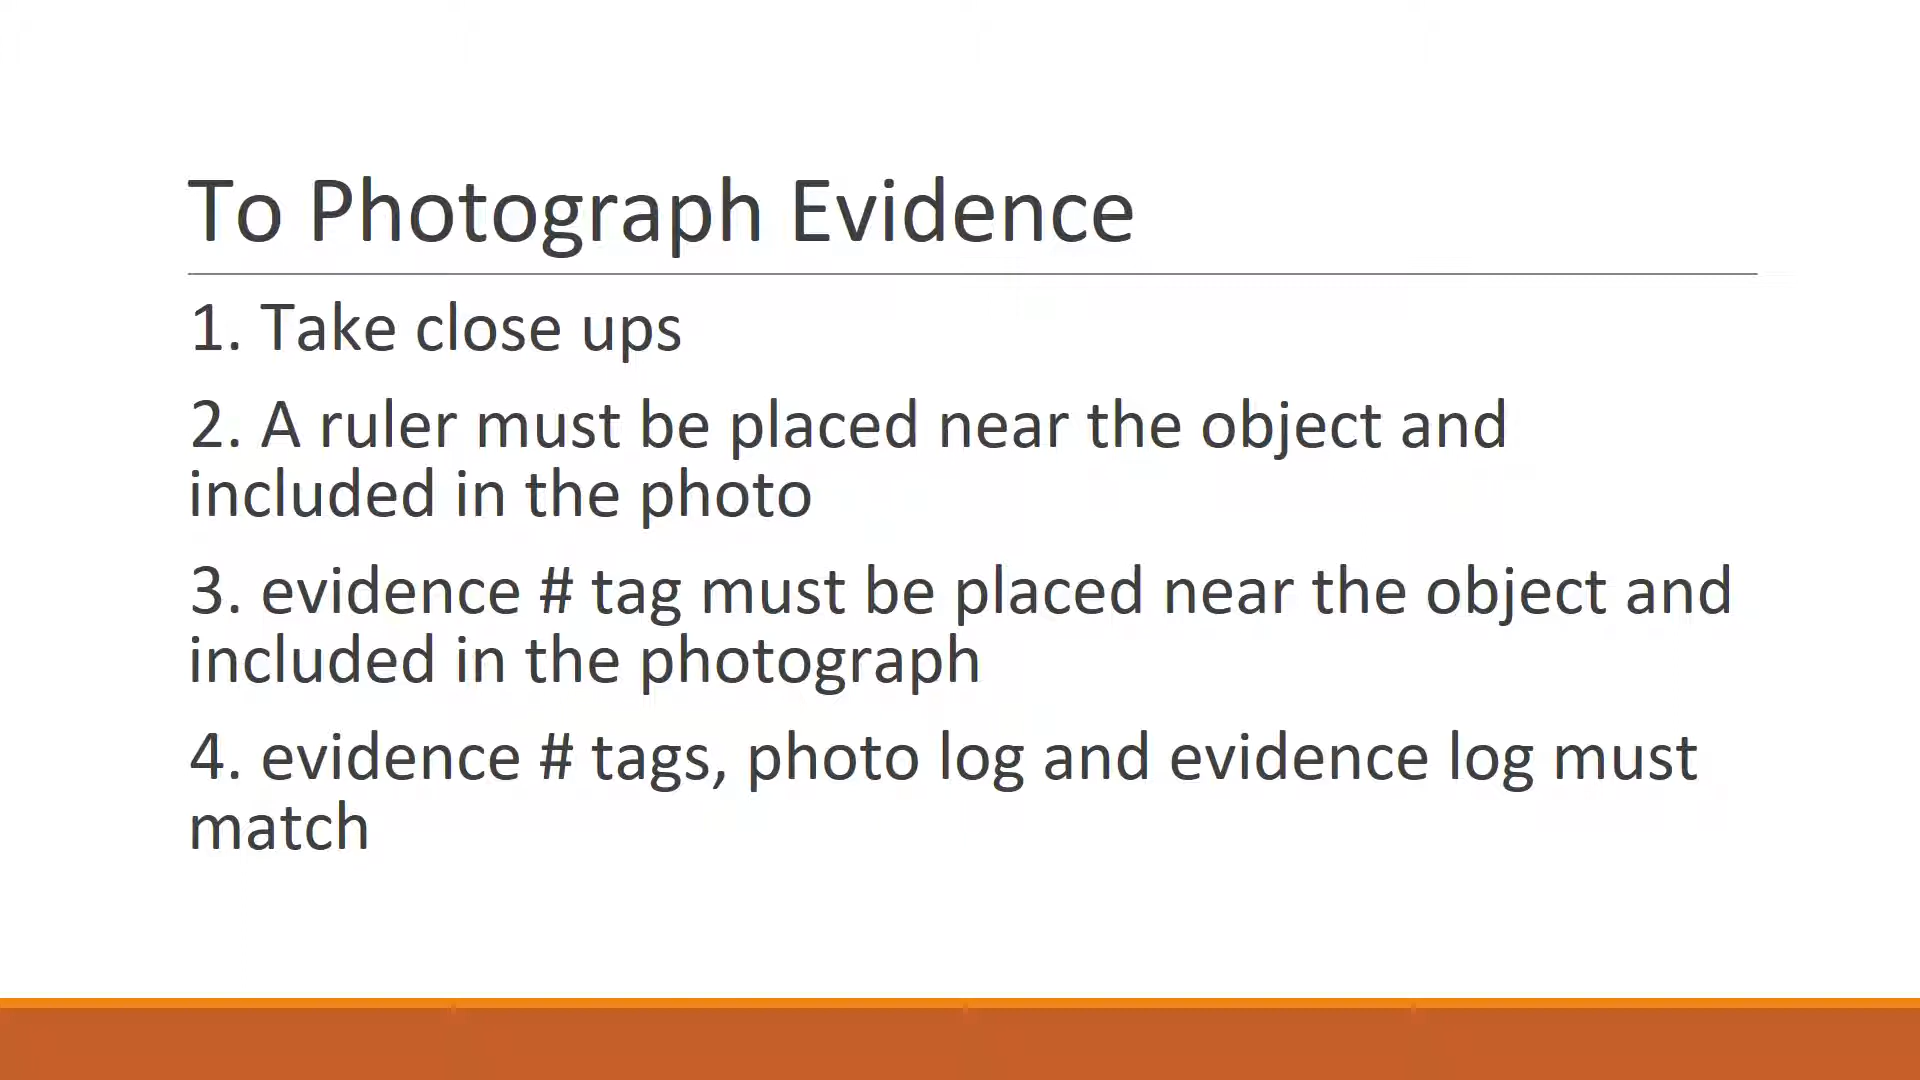 To Photograph Evidence
1. Take close ups
2. A ruler must be placed near the object and
included in the photo
3. evidence # tag must be placed near the object and
included in the photograph
4. evidence # tags, photo log and evidence log must
match